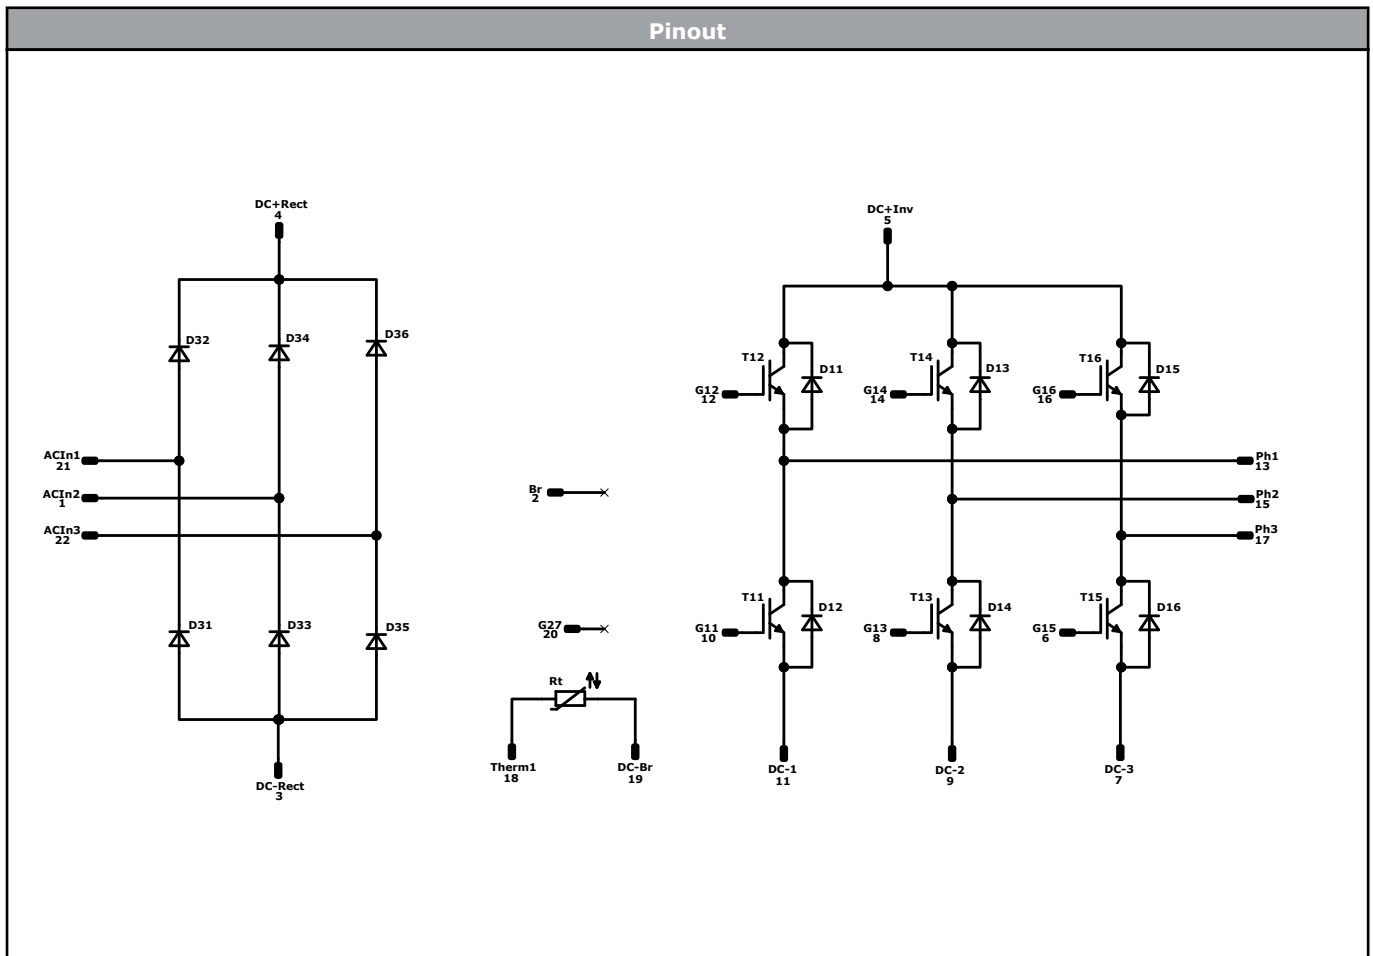 Pinout
DC+Rect
4
DC+Inv
5
D32
D34
D36
T12
D11
G12
12
T14
D13
G14
14
T16
D15
G16
16
ACIn1
21
ACIn2
1
ACIn3
22
Br
2
Ph1
13
Ph2
15
Ph3
17
D31
D33
D35
G27
20
T11
D12
G11
10
T13
D14
G13
8
T15
D16
G15
6
Rt
Therm1
18
DC-Br
19
DC-Rect
3
DC-1
11
DC-2
9
DC-3
7